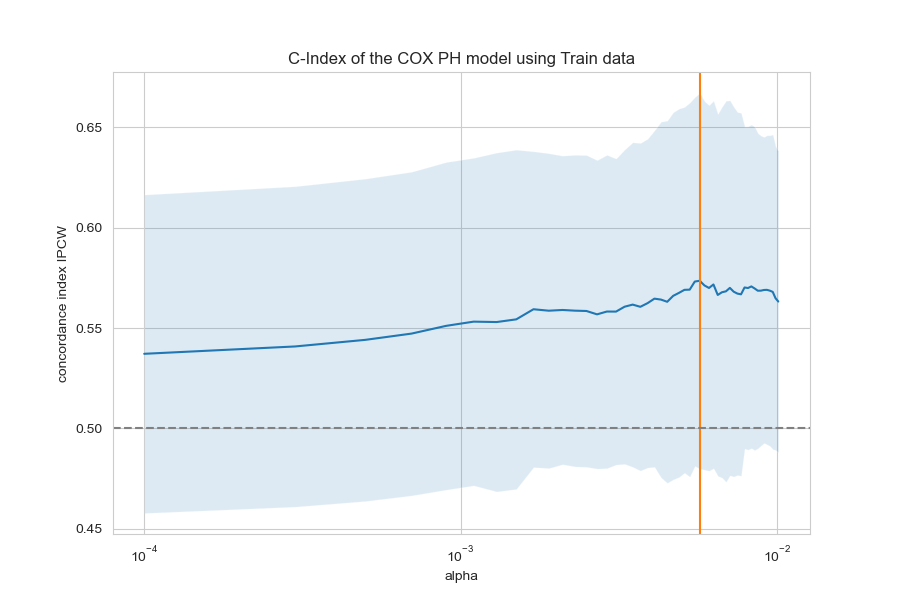 C-Index of the COX PH model using Train data
concordance index IPCW
0.65
0.60
0.55
0.50
0.45
10⁻⁴
10⁻³
10⁻²
alpha